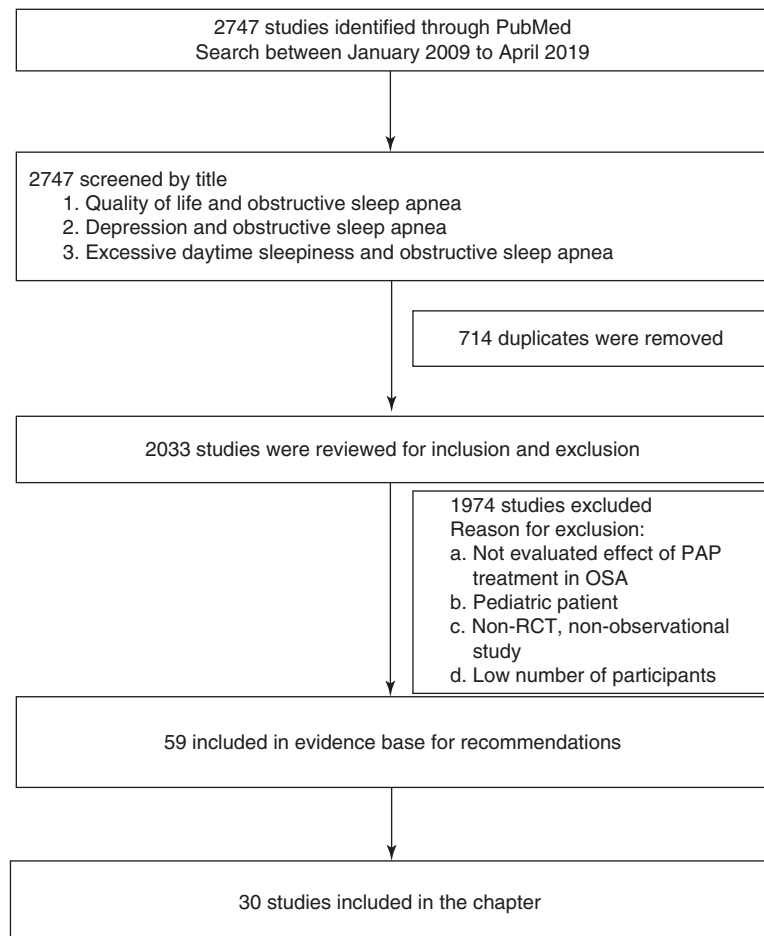 2747 studies identified through PubMed
Search between January 2009 to April 2019
2747 screened by title
1. Quality of life and obstructive sleep apnea
2. Depression and obstructive sleep apnea
3. Excessive daytime sleepiness and obstructive sleep apnea
714 duplicates were removed
2033 studies were reviewed for inclusion and exclusion
1974 studies excluded
Reason for exclusion:
a. Not evaluated effect of PAP
treatment in OSA
b. Pediatric patient
c. Non-RCT, non-observational
study
d. Low number of participants
59 included in evidence base for recommendations
30 studies included in the chapter